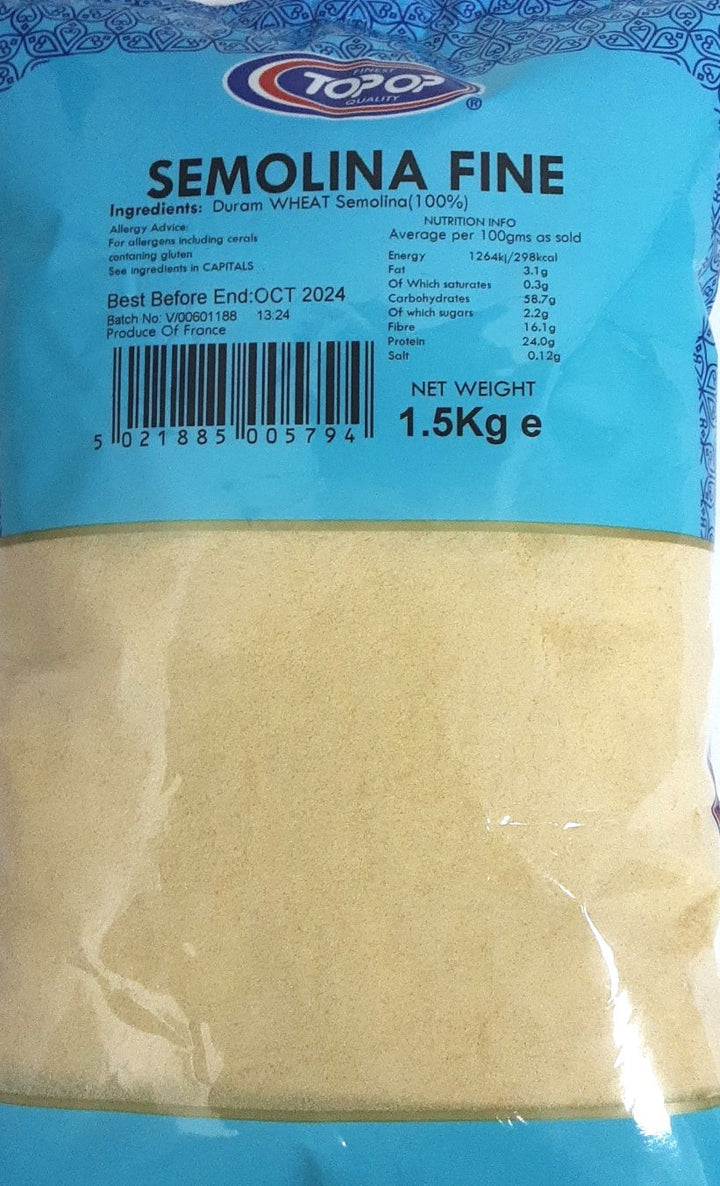 FINEST
TOPOP
QUALITY
®
SEMOLINA FINE
Ingredients: Duram WHEAT Semolina(100%)
Allergy Advice:
For allergens including cerals
contaning gluten
See ingredients in CAPITALS
Best Before End:OCT 2024
Batch No: V/00601188 13:24
Produce Of France
5 021885 005794
NUTRITION INFO
Average per 100gms as sold
Energy 1264kj/298kcal
Fat 3.1g
Of Which saturates 0.3g
Carbohydrates 58.7g
Of which sugars 2.2g
Fibre 16.1g
Protein 24.0g
Salt 0.12g
NET WEIGHT
1.5Kg e